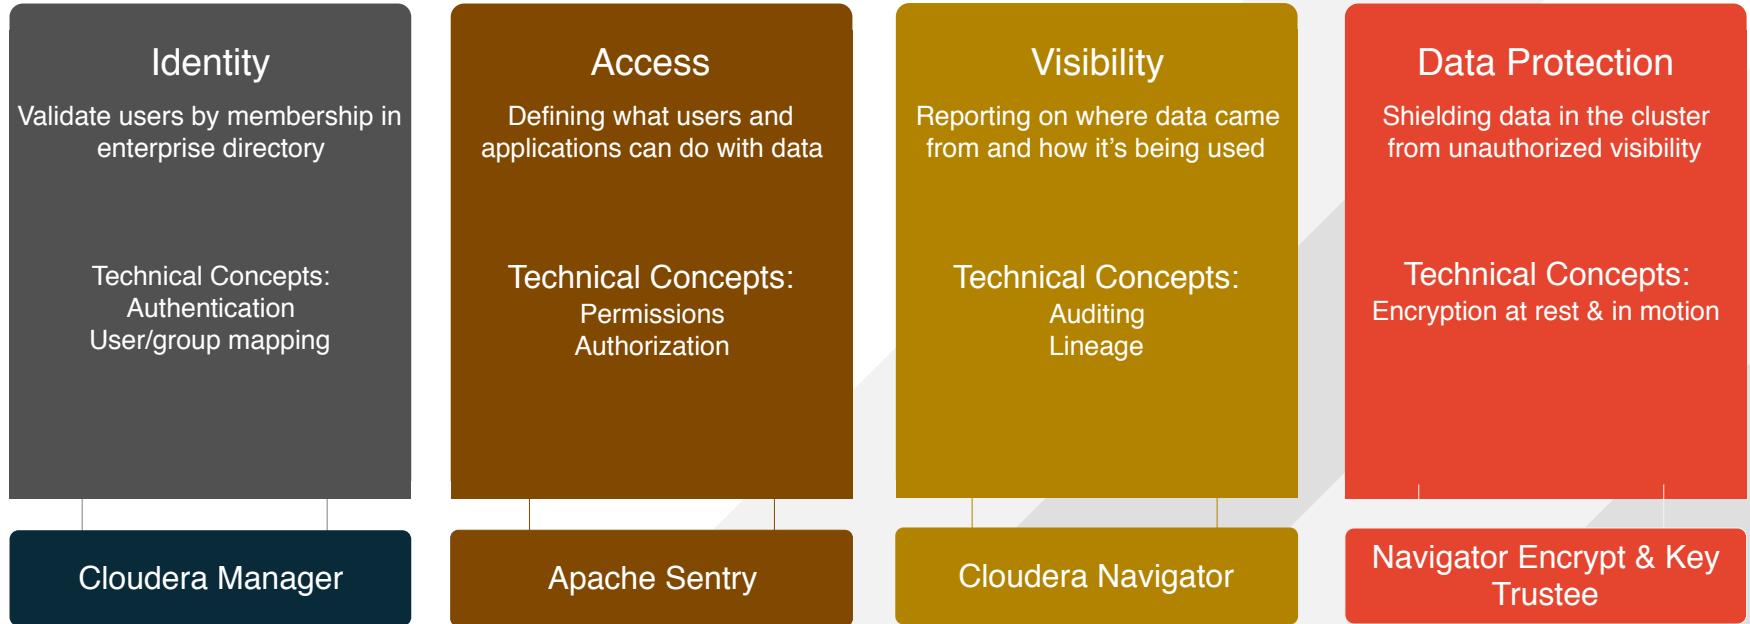 Identity
Validate users by membership in
enterprise directory
Technical Concepts:
Authentication
User/group mapping
Cloudera Manager
Access
Defining what users and
applications can do with data
Technical Concepts:
Permissions
Authorization
Apache Sentry
Visibility
Reporting on where data came
from and how it’s being used
Technical Concepts:
Auditing
Lineage
Cloudera Navigator
Data Protection
Shielding data in the cluster
from unauthorized visibility
Technical Concepts:
Encryption at rest & in motion
Navigator Encrypt & Key
Trustee